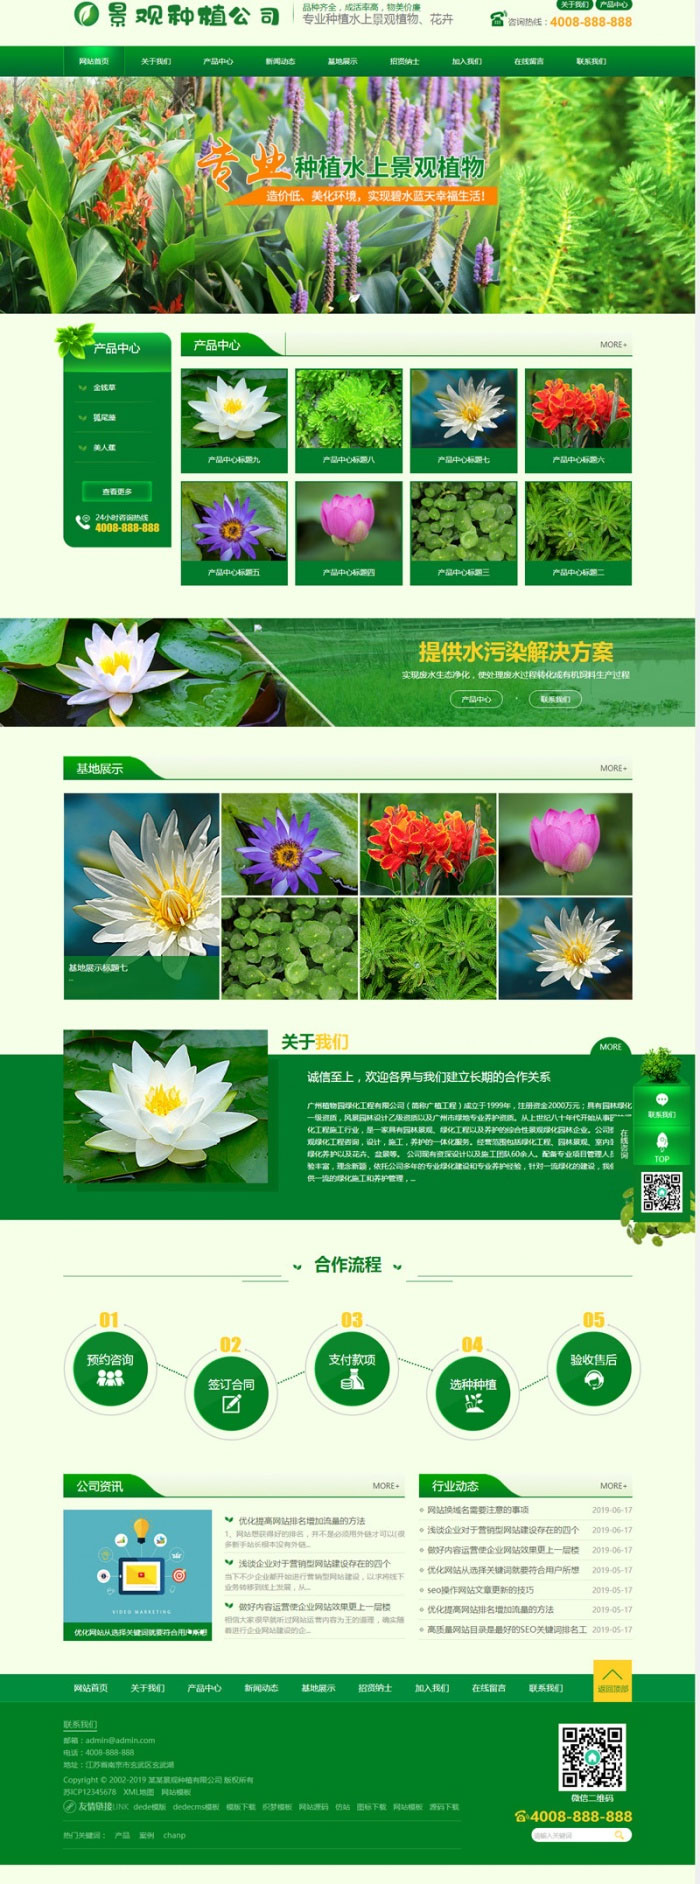 景观种植公司
品种齐全，成活率高，物美价廉
专业种植水上景观植物、花卉
关于我们 产品中心
咨询热线：4008-888-888
网站首页 关于我们 产品中心 新闻动态 基地展示 招贤纳士 加入我们 在线留言 联系我们
专业种植水上景观植物
造价低、美化环境，实现碧水蓝天幸福生活！
产品中心
金钱草
狐尾藻
美人蕉
查看更多
24小时咨询热线
4008-888-888
产品中心 MORE+
产品中心标题九 产品中心标题八 产品中心标题七 产品中心标题六
产品中心标题五 产品中心标题四 产品中心标题三 产品中心标题二
提供水污染解决方案
实现废水生态净化，使处理废水过程转化成有机饲料生产过程
产品中心 联系我们
基地展示 MORE+
基地展示标题七
...
关于我们
MORE
诚信至上，欢迎各界与我们建立长期的合作关系
广州植物园绿化工程有限公司（简称广植工程）成立于1999年，注册资金2000万元；具有园林绿化
一级资质，风景园林设计乙级资质以及广州市绿地专业养护资质。从上世纪八十年代开始从事园
化工程施工行业，是一家具有园林景观、绿化工程以及养护的综合性景观绿化园林企业。公司
观绿化工程咨询，设计，施工，养护的一体化服务。经营范围包括绿化工程、园林景观、室内
绿化养护以及花卉、盆景等。 公司现有资深设计以及施工团队60余人。配备专业项目管理人
验丰富，理念新颖，依托公司多年的专业绿化建设和专业养护经验，针对一流绿化的建设，我
供一流的绿化施工和养护管理，...
在线咨询
联系我们
TOP
合作流程
01 02 03 04 05
预约咨询 签订合同 支付款项 选种种植 验收售后
公司资讯 MORE+
优化网站从选择关键词就要符合用户所想
优化提高网站排名增加流量的方法
1、网站想获得好的排名，并不是必须用外链才可以(很
多新手站长根本没有外链...
浅谈企业对于营销型网站建设存在的四个
当下不少企业都开始进行营销型网站建设，以求将线下
业务转移到线上发展，从...
做好内容运营使企业网站效果更上一层楼
相信大家很早就听过网站运营内容为王的道理，确实随
着进行企业网站建设的企...
行业动态 MORE+
网站换域名需要注意的事项 2019-06-17
浅谈企业对于营销型网站建设存在的四个 2019-06-17
做好内容运营使企业网站效果更上一层楼 2019-06-17
优化网站从选择关键词就要符合用户所想 2019-05-17
seo操作网站文章更新的技巧 2019-05-17
优化提高网站排名增加流量的方法 2019-05-17
高质量网站目录是最好的SEO关键词排名工 2019-05-17
网站首页 关于我们 产品中心 新闻动态 基地展示 招贤纳士 加入我们 在线留言 联系我们
返回顶部
联系我们
邮箱：admin@admin.com
电话：4008-888-888
地址：江苏省南京市玄武区玄武湖
Copyright © 2002-2019 某某景观种植有限公司 版权所有
苏ICP12345678 XML地图 网站模板
友情链接LINK dede模版 dedecms模板 模版下载 织梦模板 网站源码 仿站 图标下载 网站模板 源码下载
热门关键词： 产品 案例 chanp
微信二维码
4008-888-888
请输入关键词